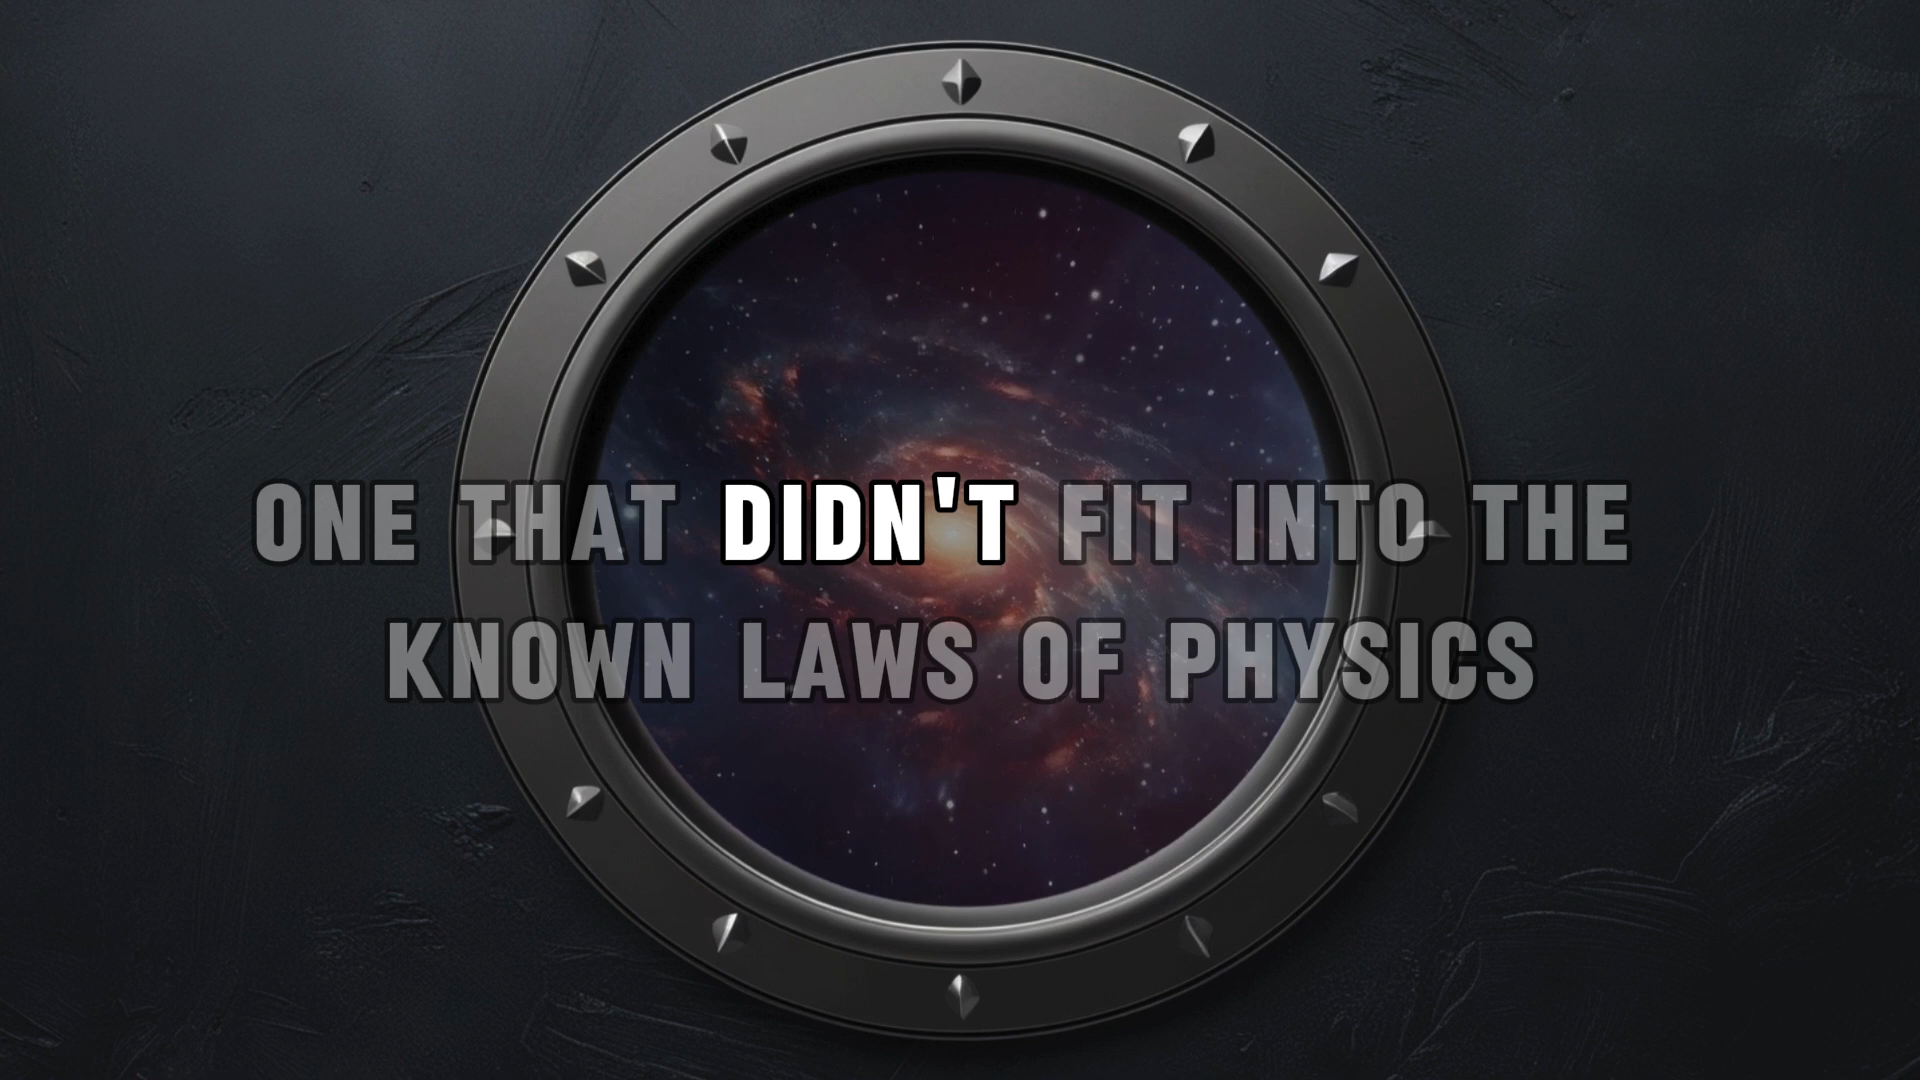 ONE THAT DIDN'T FIT INTO THE
KNOWN LAWS OF PHYSICS